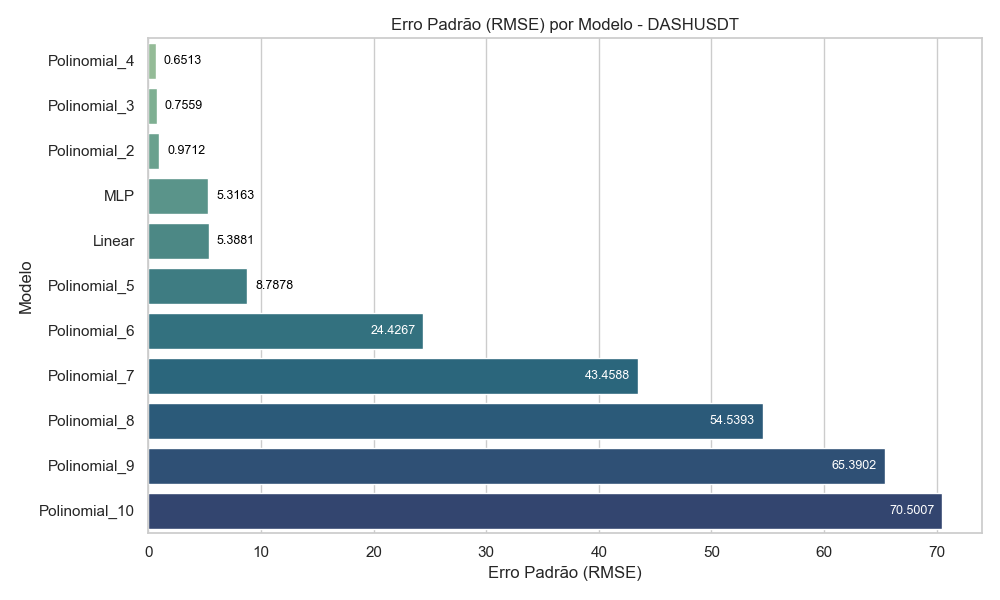 Erro Padrão (RMSE) por Modelo - DASHUSDT
Modelo
Polinomial_4 0.6513
Polinomial_3 0.7559
Polinomial_2 0.9712
MLP 5.3163
Linear 5.3881
Polinomial_5 8.7878
Polinomial_6 24.4267
Polinomial_7 43.4588
Polinomial_8 54.5393
Polinomial_9 65.3902
Polinomial_10 70.5007
0 10 20 30 40 50 60 70
Erro Padrão (RMSE)